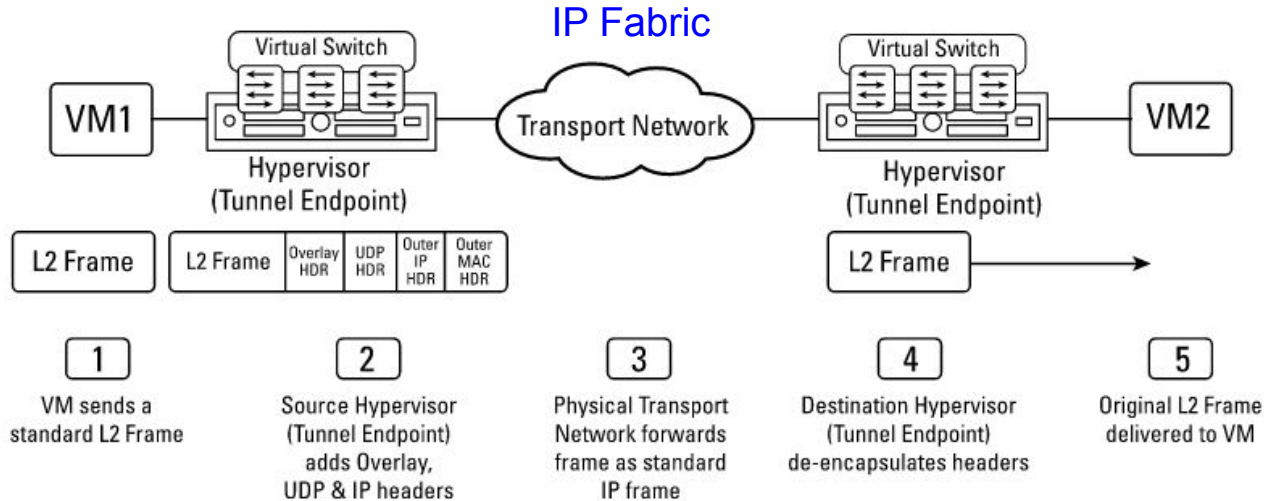 IP Fabric
Virtual Switch
Virtual Switch
VM1
Transport Network
VM2
Hypervisor
(Tunnel Endpoint)
Hypervisor
(Tunnel Endpoint)
L2 Frame
L2 Frame
Overlay
HDR
UDP
HDR
Outer
IP
HDR
Outer
MAC
HDR
L2 Frame
1
VM sends a
standard L2 Frame
2
Source Hypervisor
(Tunnel Endpoint)
adds Overlay,
UDP & IP headers
3
Physical Transport
Network forwards
frame as standard
IP frame
4
Destination Hypervisor
(Tunnel Endpoint)
de-encapsulates headers
5
Original L2 Frame
delivered to VM